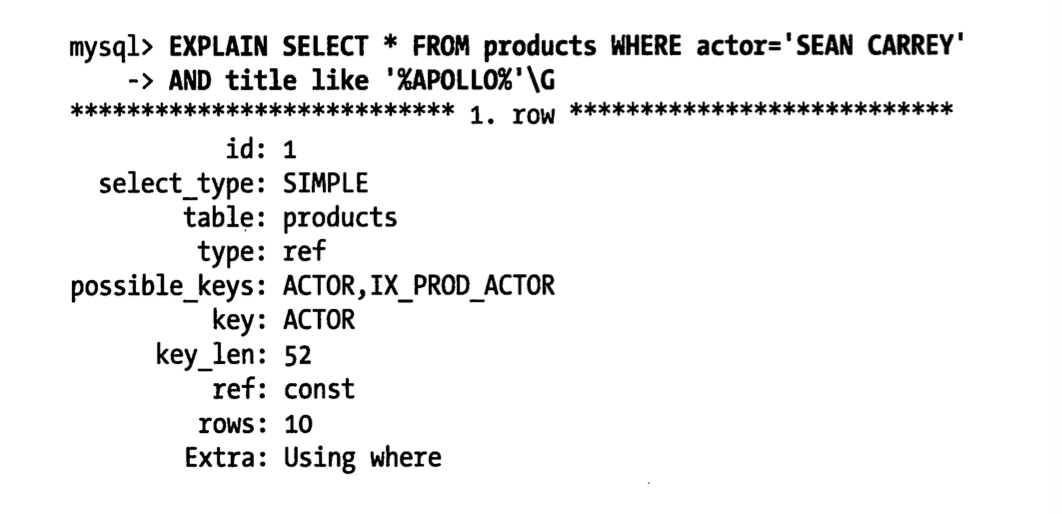 mysql> EXPLAIN SELECT * FROM products WHERE actor='SEAN CARREY'
    -> AND title like '%APOLLO%'\G
*************************** 1. row ***************************
           id: 1
  select_type: SIMPLE
        table: products
         type: ref
possible_keys: ACTOR,IX_PROD_ACTOR
          key: ACTOR
      key_len: 52
          ref: const
         rows: 10
        Extra: Using where